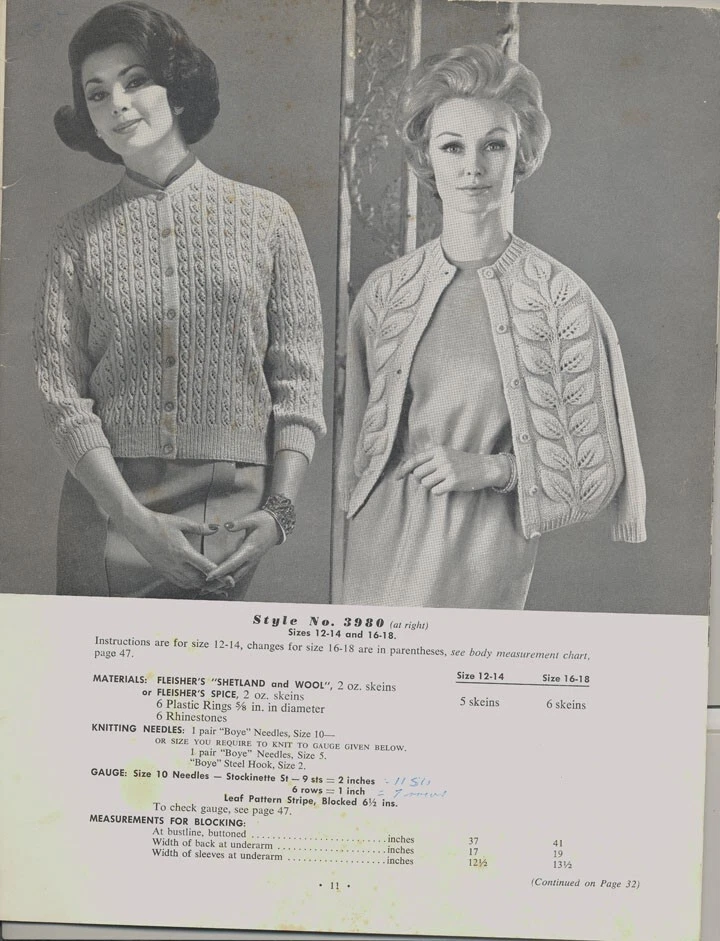 Style No. 3980 (at right)
Sizes 12-14 and 16-18.
Instructions are for size 12-14, changes for size 16-18 are in parentheses, see body measurement chart,
page 47.
Size 12-14 Size 16-18
MATERIALS: FLEISHER'S "SHETLAND and WOOL", 2 oz. skeins
or FLEISHER'S SPICE, 2 oz. skeins 5 skeins 6 skeins
6 Plastic Rings ⅝ in. in diameter
6 Rhinestones
KNITTING NEEDLES: 1 pair "Boye" Needles, Size 10—
OR SIZE YOU REQUIRE TO KNIT TO GAUGE GIVEN BELOW.
1 pair "Boye" Needles, Size 5.
"Boye" Steel Hook, Size 2.
GAUGE: Size 10 Needles — Stockinette St — 9 sts = 2 inches - 11 Sts
6 rows = 1 inch = 7 rows
Leaf Pattern Stripe, Blocked 6½ ins.
To check gauge, see page 47.
MEASUREMENTS FOR BLOCKING:
At bustline, buttoned ........................... inches 37 41
Width of back at underarm ..................... inches 17 19
Width of sleeves at underarm .................. inches 12½ 13½
(Continued on Page 32)
• 11 •